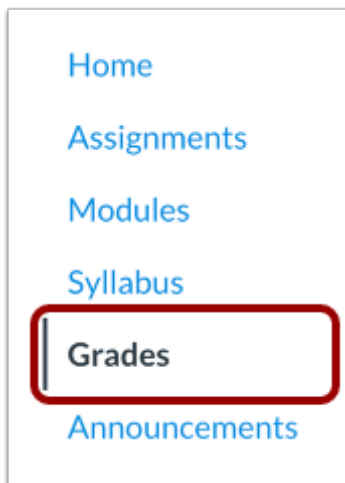 Home
Assignments
Modules
Syllabus
Grades
Announcements